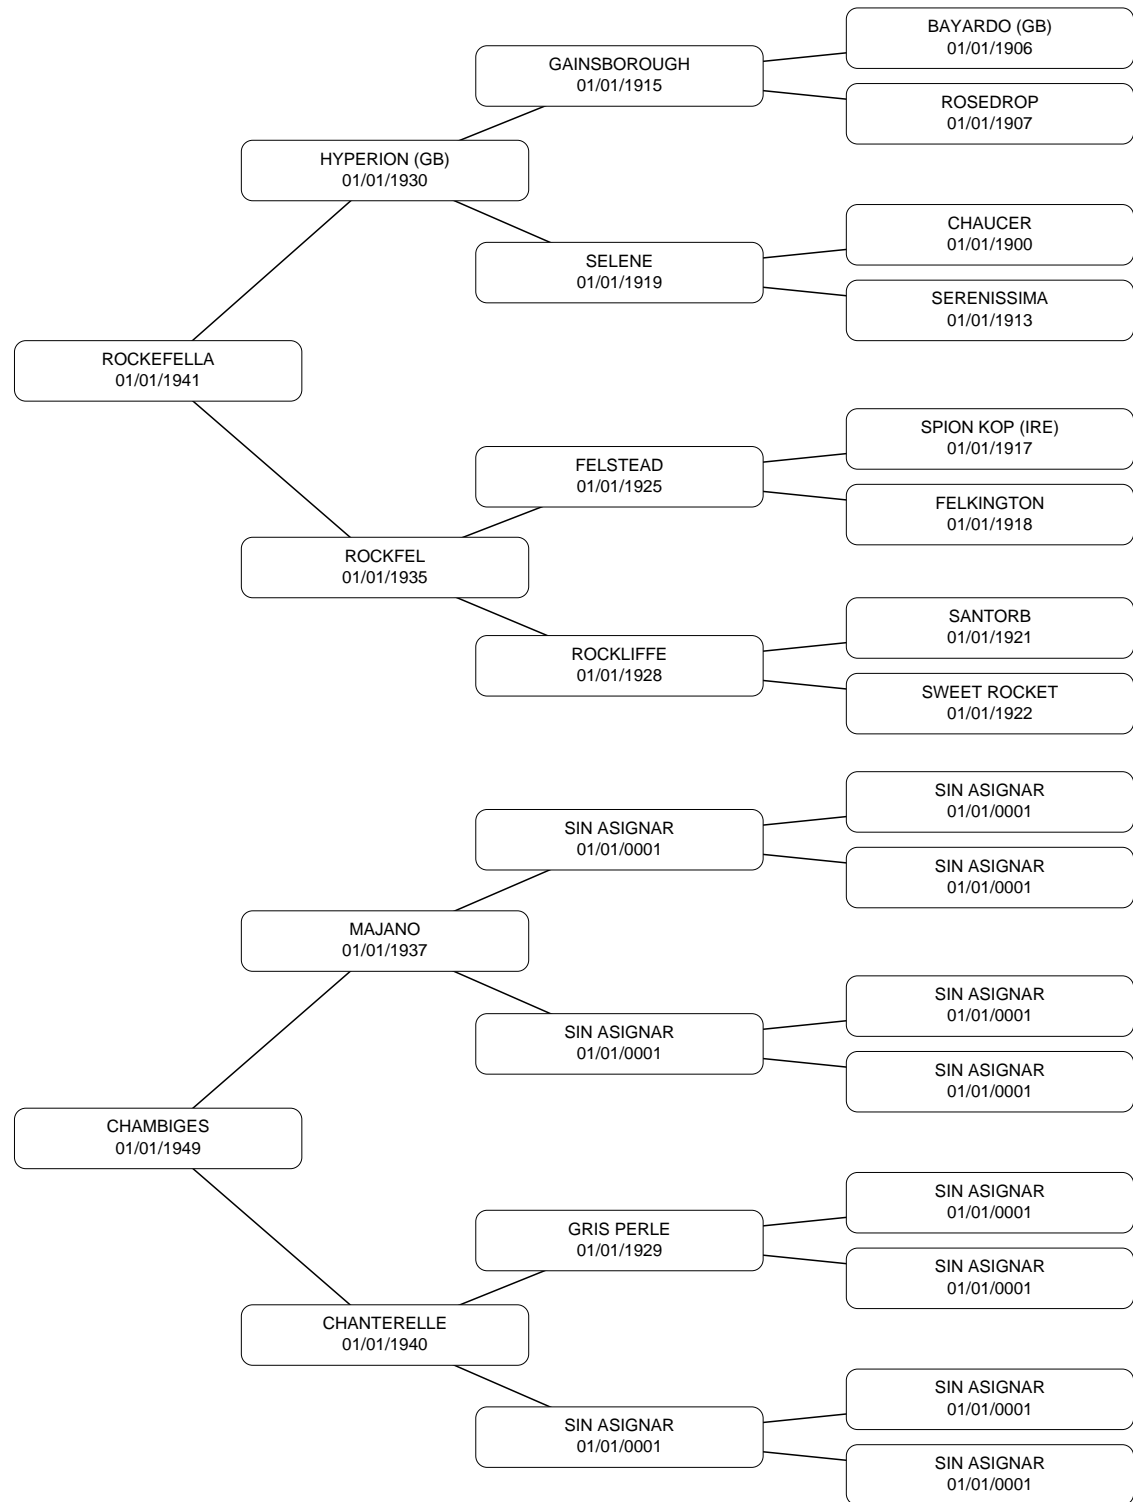 BAYARDO (GB)
01/01/1906
GAINSBOROUGH
01/01/1915
ROSEDROP
01/01/1907
HYPERION (GB)
01/01/1930
CHAUCER
01/01/1900
SELENE
01/01/1919
SERENISSIMA
01/01/1913
ROCKEFELLA
01/01/1941
SPION KOP (IRE)
01/01/1917
FELSTEAD
01/01/1925
FELKINGTON
01/01/1918
ROCKFEL
01/01/1935
SANTORB
01/01/1921
ROCKLIFFE
01/01/1928
SWEET ROCKET
01/01/1922
SIN ASIGNAR
01/01/0001
SIN ASIGNAR
01/01/0001
SIN ASIGNAR
01/01/0001
MAJANO
01/01/1937
SIN ASIGNAR
01/01/0001
SIN ASIGNAR
01/01/0001
SIN ASIGNAR
01/01/0001
CHAMBIGES
01/01/1949
SIN ASIGNAR
01/01/0001
GRIS PERLE
01/01/1929
SIN ASIGNAR
01/01/0001
CHANTERELLE
01/01/1940
SIN ASIGNAR
01/01/0001
SIN ASIGNAR
01/01/0001
SIN ASIGNAR
01/01/0001